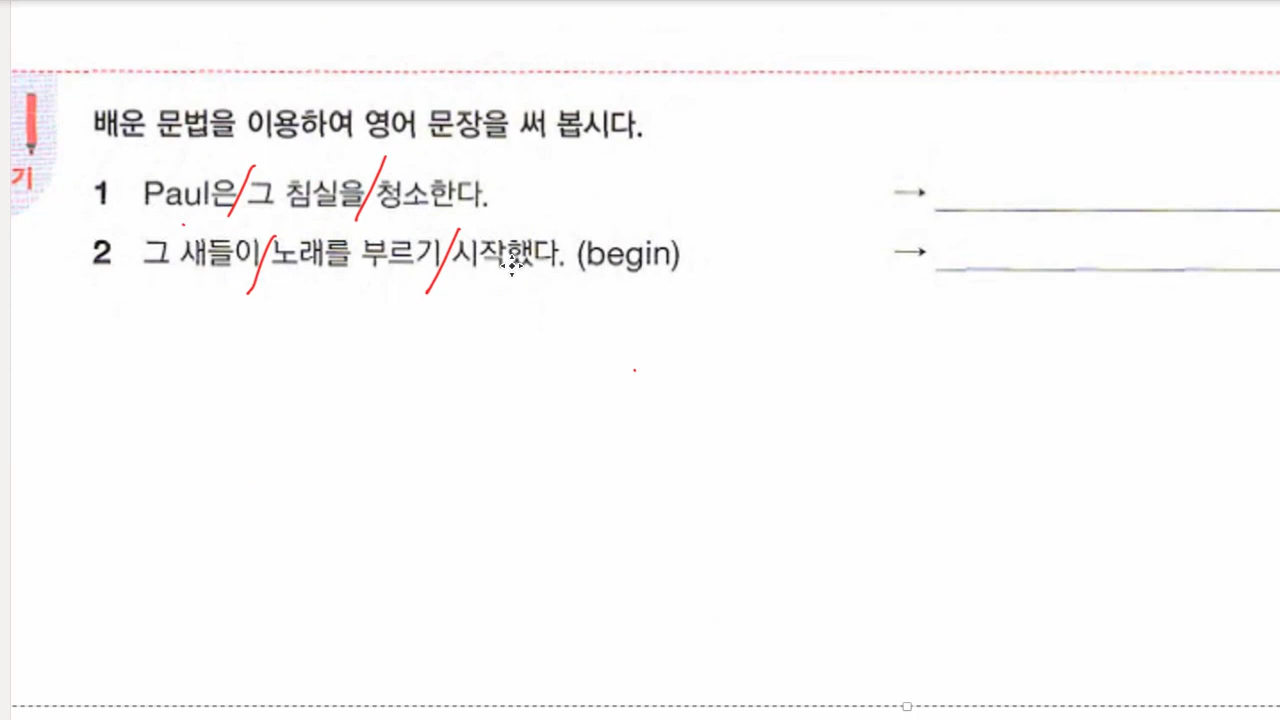 배운 문법을 이용하여 영어 문장을 써 봅시다.
기
1 Paul은 그 침실을 청소한다. →
2 그 새들이 노래를 부르기 시작했다. (begin) →